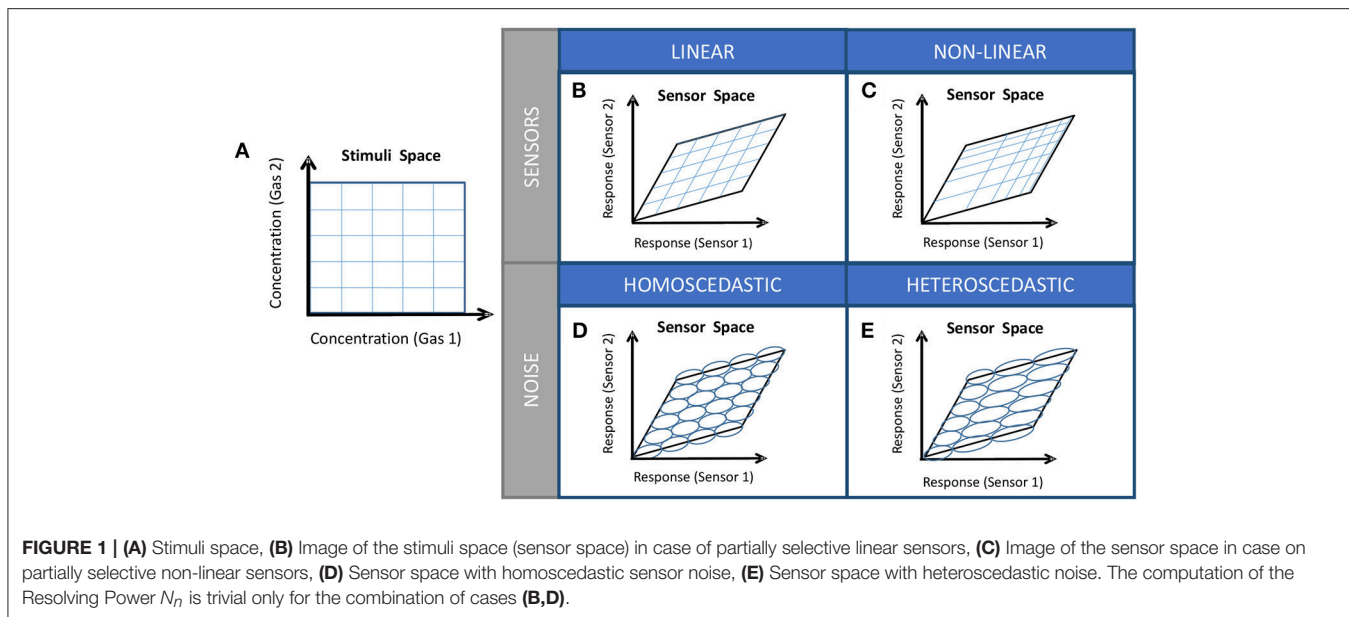 LINEAR
NON-LINEAR
SENSORS
A
Stimuli Space
Concentration (Gas 2)
Concentration (Gas 1)
B
Sensor Space
Response (Sensor 2)
Response (Sensor 1)
C
Sensor Space
Response (Sensor 2)
Response (Sensor 1)
NOISE
HOMOSCEDASTIC
HETEROSCEDASTIC
D
Sensor Space
Response (Sensor 2)
Response (Sensor 1)
E
Sensor Space
Response (Sensor 2)
Response (Sensor 1)
FIGURE 1 | (A) Stimuli space, (B) Image of the stimuli space (sensor space) in case of partially selective linear sensors, (C) Image of the sensor space in case on
partially selective non-linear sensors, (D) Sensor space with homoscedastic sensor noise, (E) Sensor space with heteroscedastic noise. The computation of the
Resolving Power Nn is trivial only for the combination of cases (B,D).